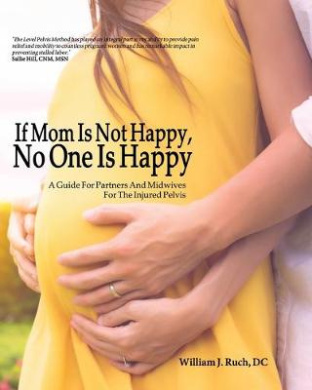 "The Level Pelvis Method has played an integral part in my ability to provide pain
relief and mobility to countless pregnant women and has remarkable impact in
preventing stalled labor."
Sallie Hill, CNM, MSN
If Mom Is Not Happy,
No One Is Happy
A Guide For Partners And Midwives
For The Injured Pelvis
William J. Ruch, DC